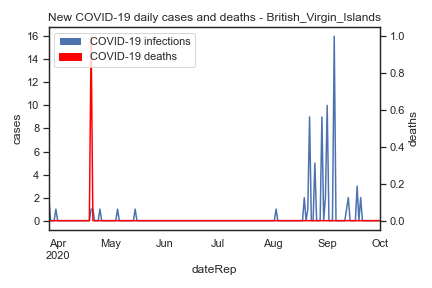 New COVID-19 daily cases and deaths - British_Virgin_Islands
COVID-19 infections
COVID-19 deaths
16
14
12
10
8
6
4
2
0
cases
1.0
0.8
0.6
0.4
0.2
0.0
deaths
Apr May Jun Jul Aug Sep Oct
2020
dateRep